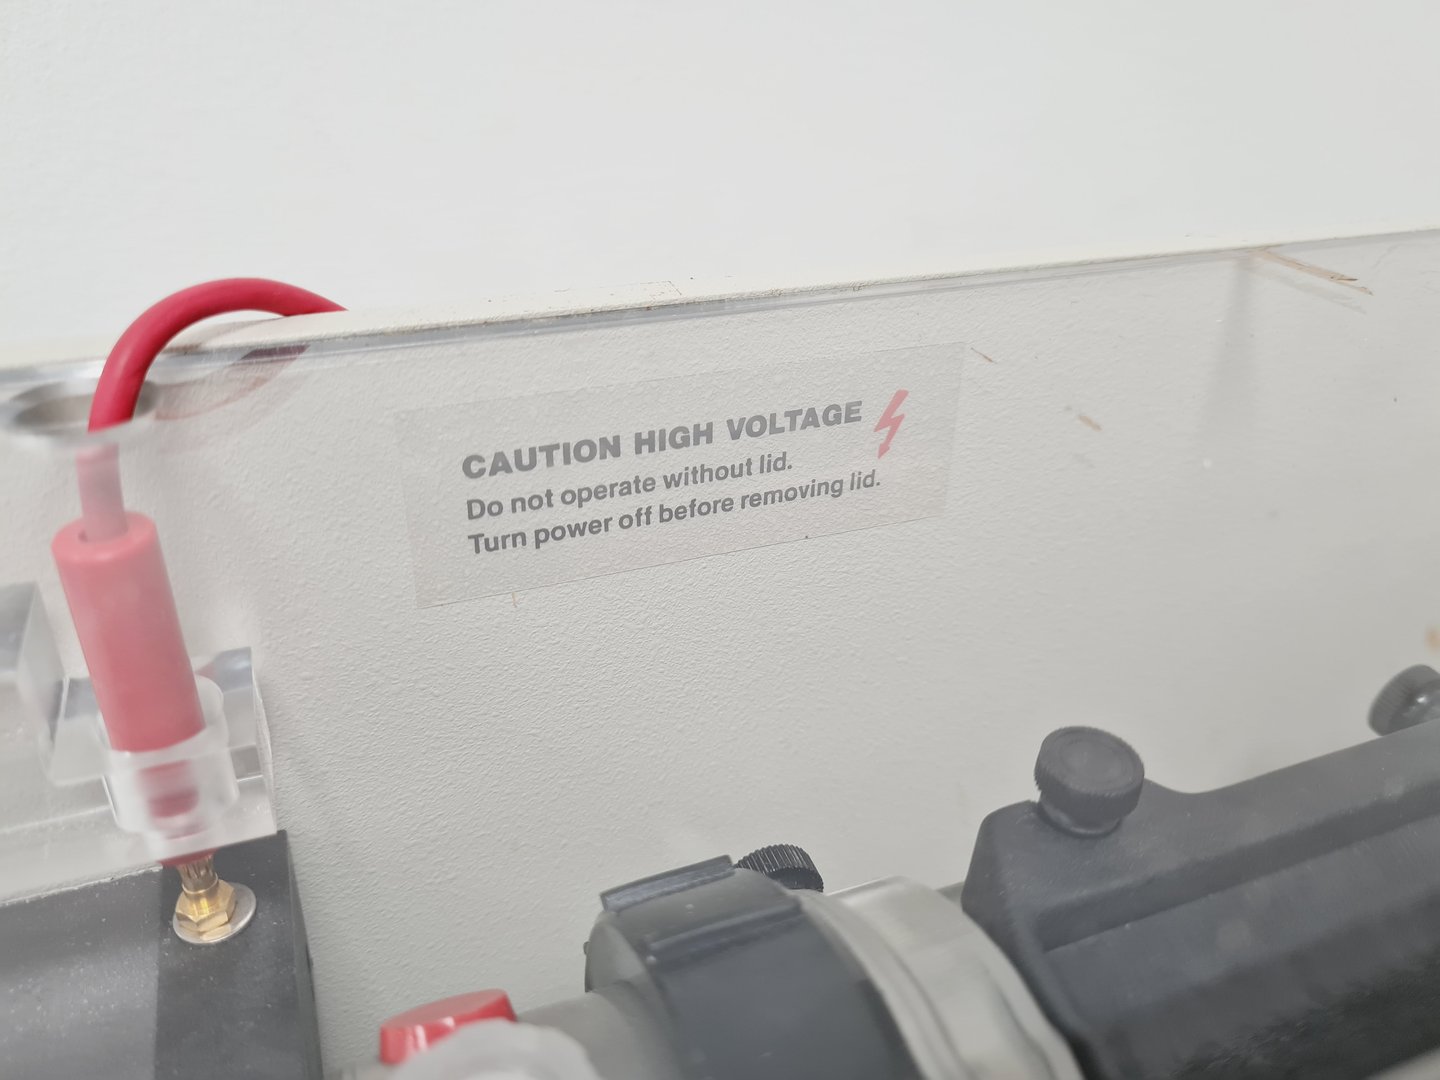 CAUTION HIGH VOLTAGE
Do not operate without lid.
Turn power off before removing lid.